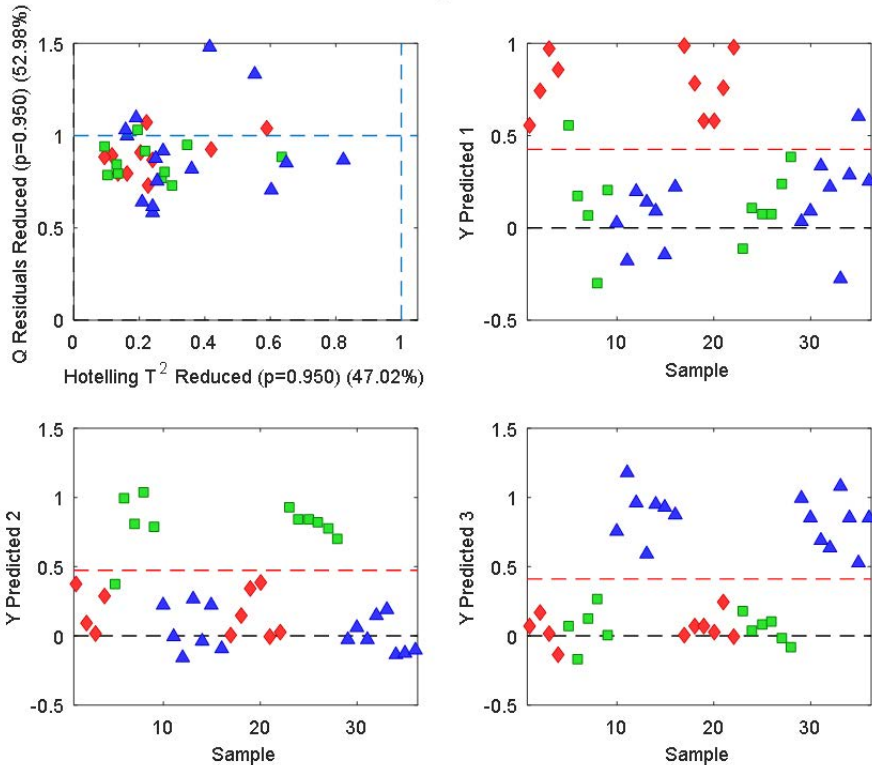 1.5
1
0.5
0
0 0.2 0.4 0.6 0.8 1
Q Residuals Reduced (p=0.950) (52.98%)
Hotelling T² Reduced (p=0.950) (47.02%)
1
0.5
0
-0.5
10 20 30
Y Predicted 1
Sample
1.5
1
0.5
0
-0.5
10 20 30
Y Predicted 2
Sample
1.5
1
0.5
0
-0.5
10 20 30
Y Predicted 3
Sample